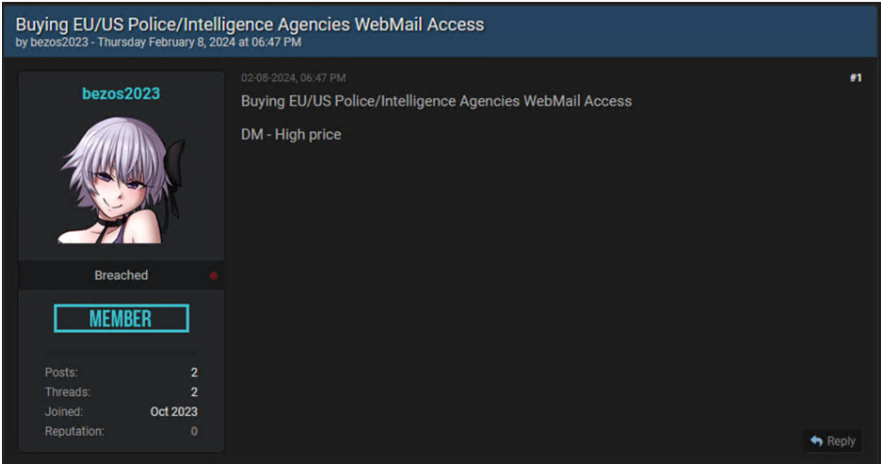 Buying EU/US Police/Intelligence Agencies WebMail Access
by bezos2023 - Thursday February 8, 2024 at 06:47 PM
bezos2023
Breached
MEMBER
Posts: 2
Threads: 2
Joined: Oct 2023
Reputation: 0
02-08-2024, 06:47 PM
#1
Buying EU/US Police/Intelligence Agencies WebMail Access
DM - High price
Reply